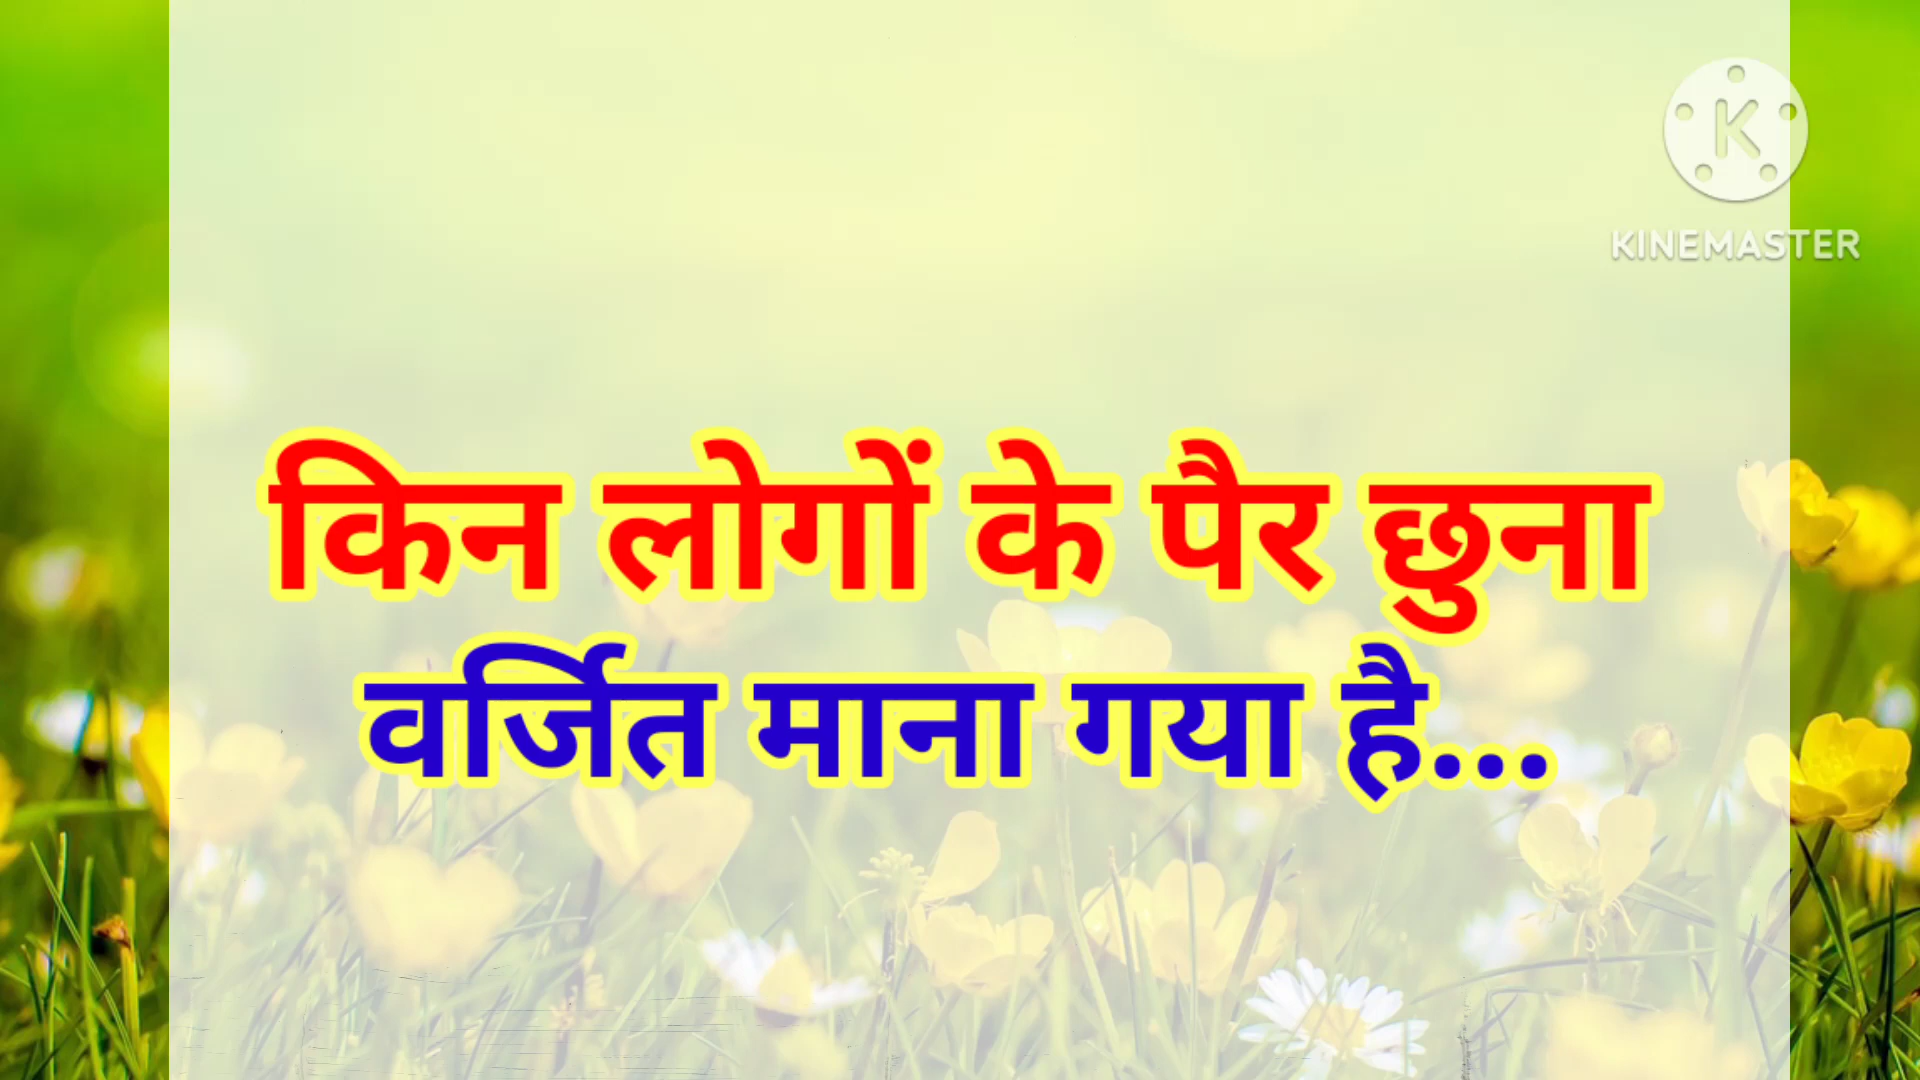 KINEMASTER
किन लोगों के पैर छुना
वर्जित माना गया है...